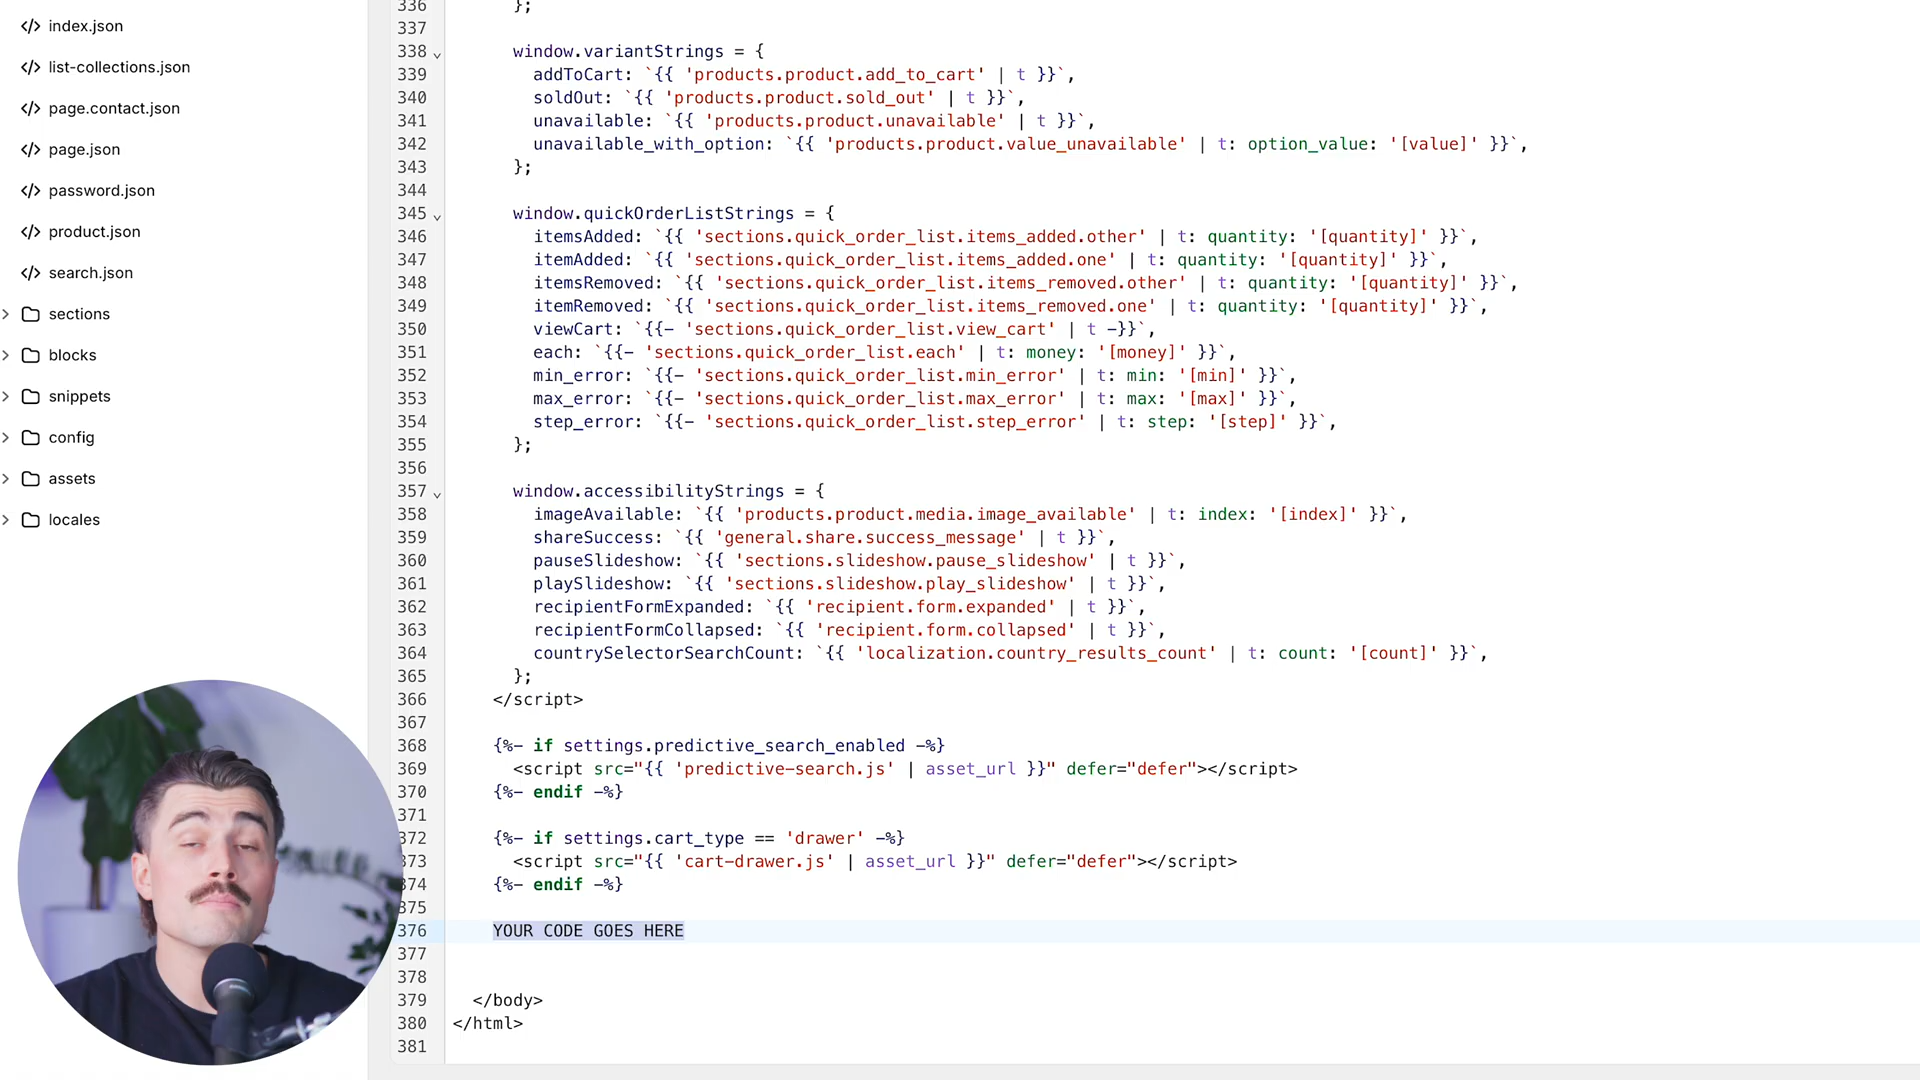 index.json
list-collections.json
page.contact.json
page.json
password.json
product.json
search.json
sections
blocks
snippets
config
assets
locales
336 };
337
338 window.variantStrings = {
339 addToCart: `{{ 'products.product.add_to_cart' | t }}`,
340 soldOut: `{{ 'products.product.sold_out' | t }}`,
341 unavailable: `{{ 'products.product.unavailable' | t }}`,
342 unavailable_with_option: `{{ 'products.product.value_unavailable' | t: option_value: '[value]' }}`,
343 };
344
345 window.quickOrderListStrings = {
346 itemsAdded: `{{ 'sections.quick_order_list.items_added.other' | t: quantity: '[quantity]' }}`,
347 itemAdded: `{{ 'sections.quick_order_list.items_added.one' | t: quantity: '[quantity]' }}`,
348 itemsRemoved: `{{ 'sections.quick_order_list.items_removed.other' | t: quantity: '[quantity]' }}`,
349 itemRemoved: `{{ 'sections.quick_order_list.items_removed.one' | t: quantity: '[quantity]' }}`,
350 viewCart: `{{- 'sections.quick_order_list.view_cart' | t -}}`,
351 each: `{{- 'sections.quick_order_list.each' | t: money: '[money]' }}`,
352 min_error: `{{- 'sections.quick_order_list.min_error' | t: min: '[min]' }}`,
353 max_error: `{{- 'sections.quick_order_list.max_error' | t: max: '[max]' }}`,
354 step_error: `{{- 'sections.quick_order_list.step_error' | t: step: '[step]' }}`,
355 };
356
357 window.accessibilityStrings = {
358 imageAvailable: `{{ 'products.product.media.image_available' | t: index: '[index]' }}`,
359 shareSuccess: `{{ 'general.share.success_message' | t }}`,
360 pauseSlideshow: `{{ 'sections.slideshow.pause_slideshow' | t }}`,
361 playSlideshow: `{{ 'sections.slideshow.play_slideshow' | t }}`,
362 recipientFormExpanded: `{{ 'recipient.form.expanded' | t }}`,
363 recipientFormCollapsed: `{{ 'recipient.form.collapsed' | t }}`,
364 countrySelectorSearchCount: `{{ 'localization.country_results_count' | t: count: '[count]' }}`,
365 };
366 </script>
367
368 {%- if settings.predictive_search_enabled -%}
369 <script src="{{ 'predictive-search.js' | asset_url }}" defer="defer"></script>
370 {%- endif -%}
371
372 {%- if settings.cart_type == 'drawer' -%}
373 <script src="{{ 'cart-drawer.js' | asset_url }}" defer="defer"></script>
374 {%- endif -%}
375
376 YOUR CODE GOES HERE
377
378
379 </body>
380 </html>
381